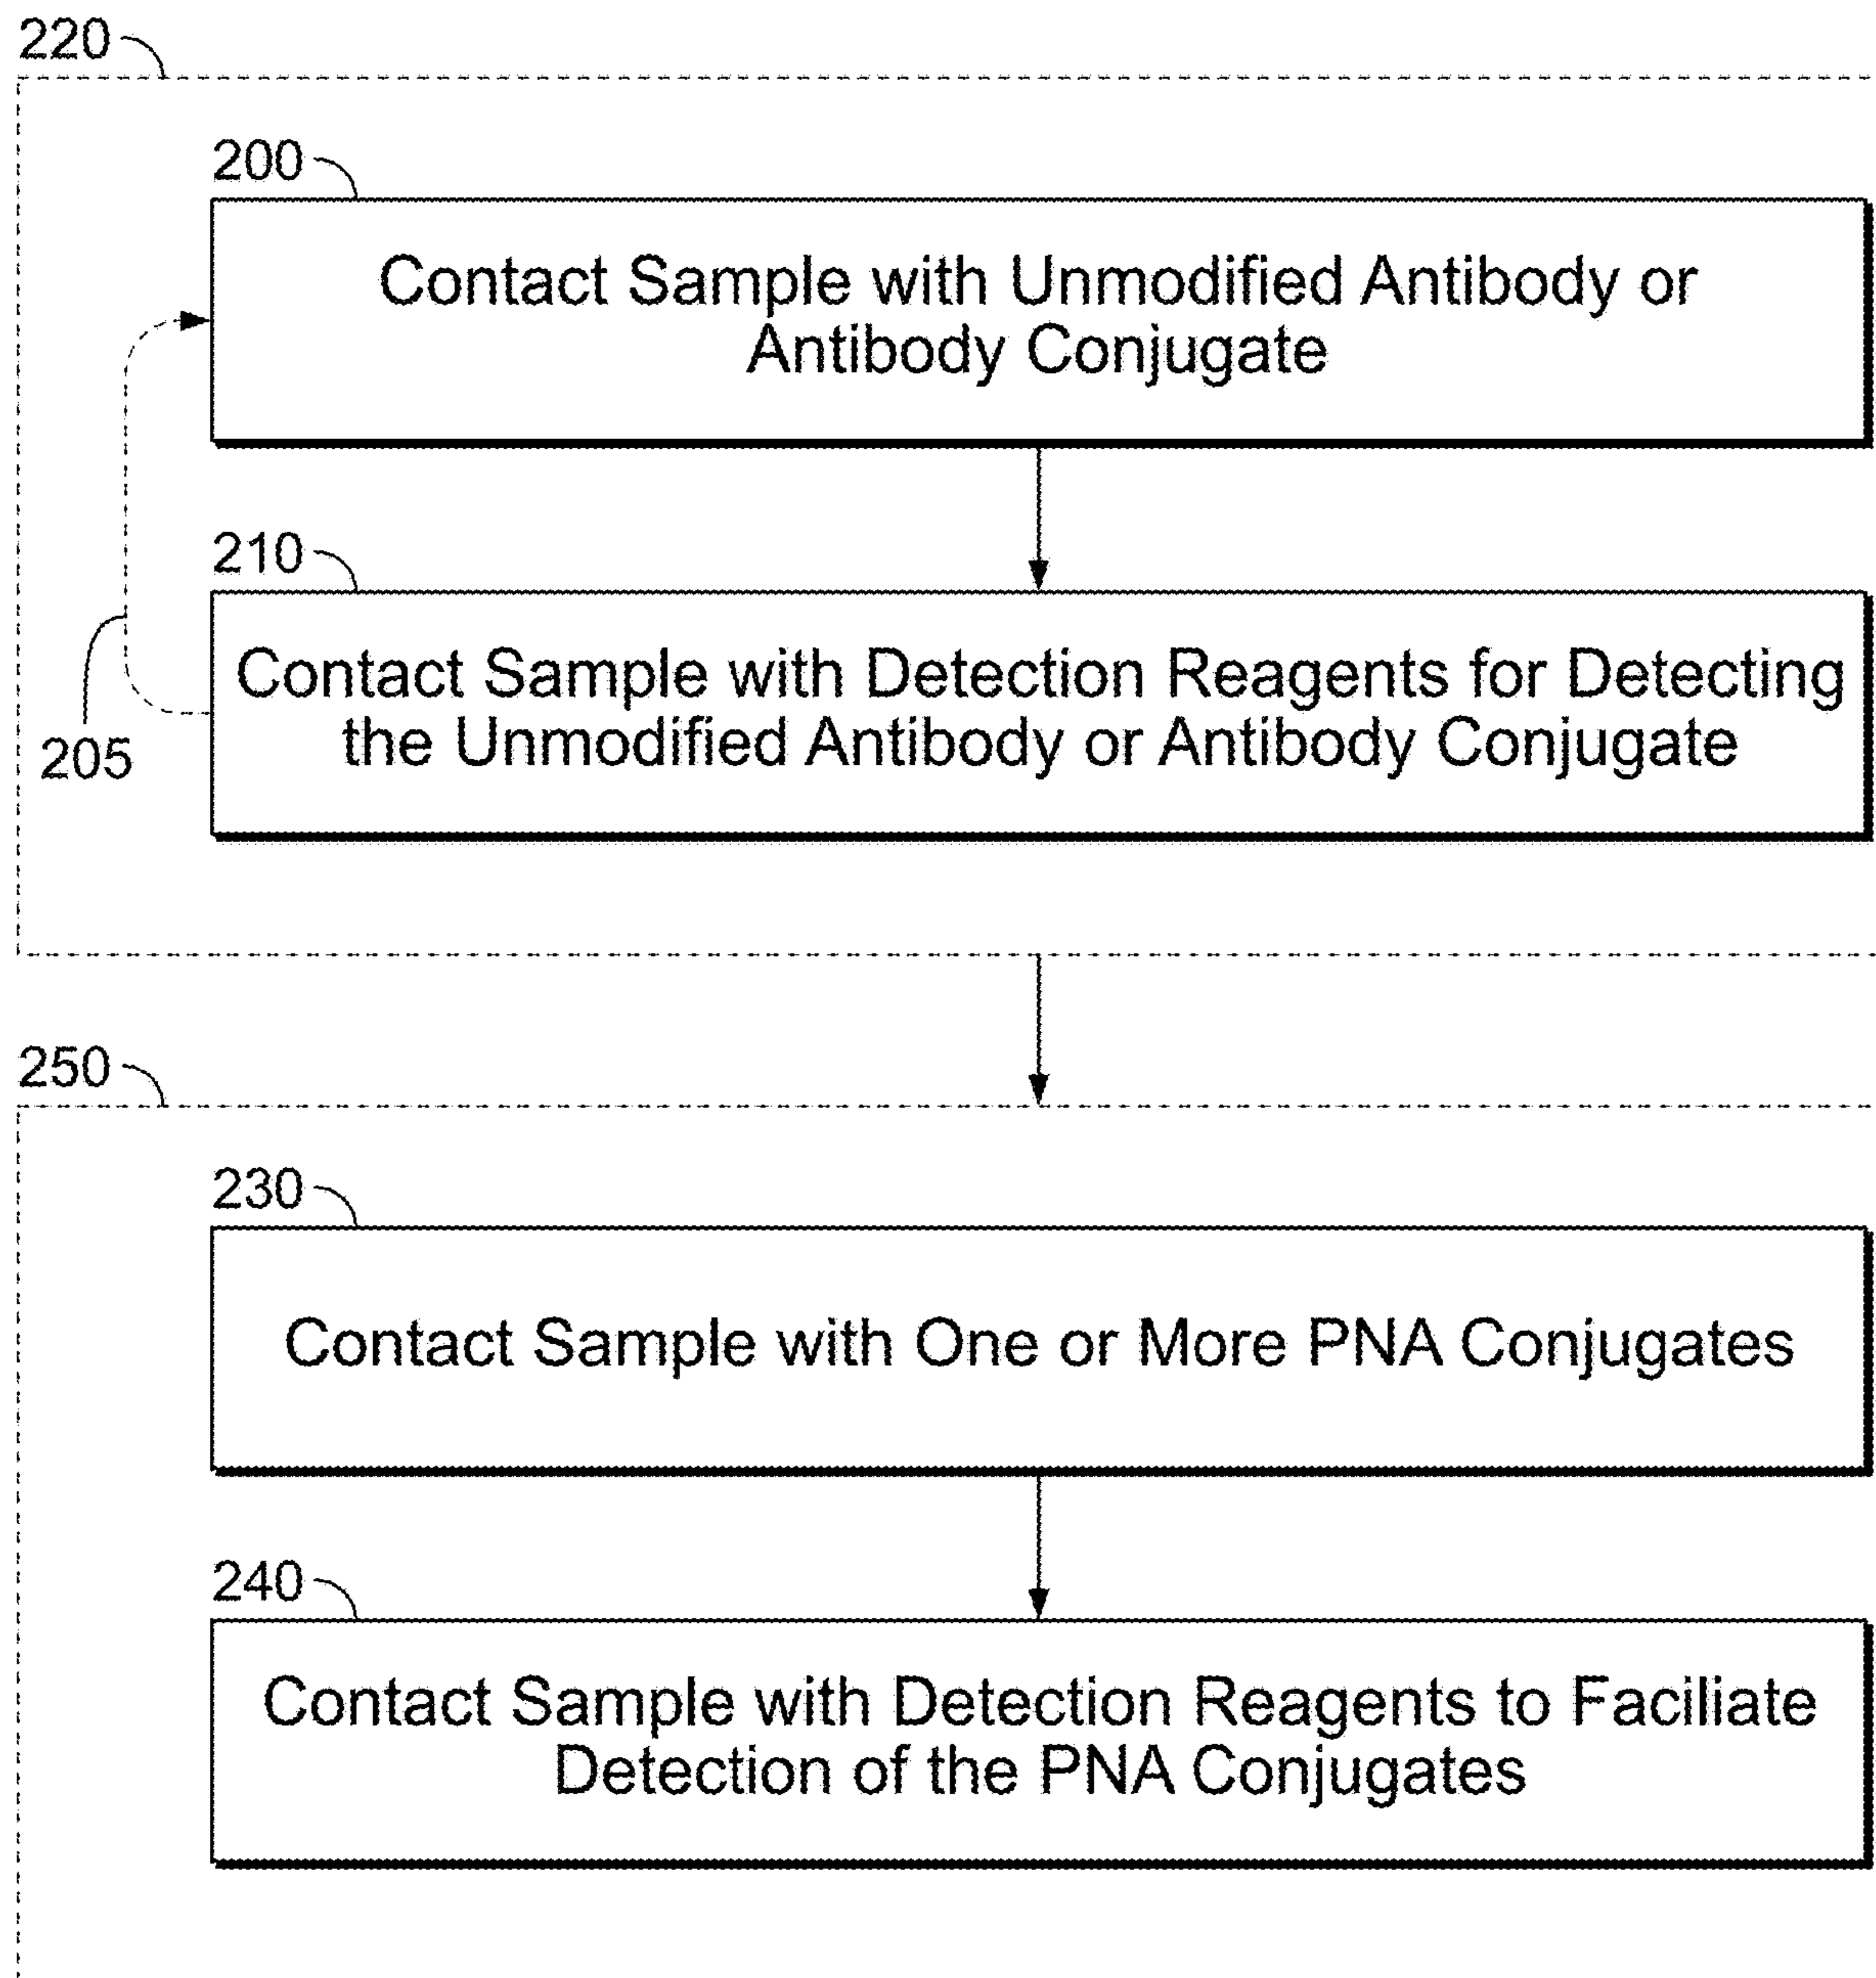 220
200
Contact Sample with Unmodified Antibody or
Antibody Conjugate
210
Contact Sample with Detection Reagents for Detecting
the Unmodified Antibody or Antibody Conjugate
205
250
230
Contact Sample with One or More PNA Conjugates
240
Contact Sample with Detection Reagents to Faciliate
Detection of the PNA Conjugates